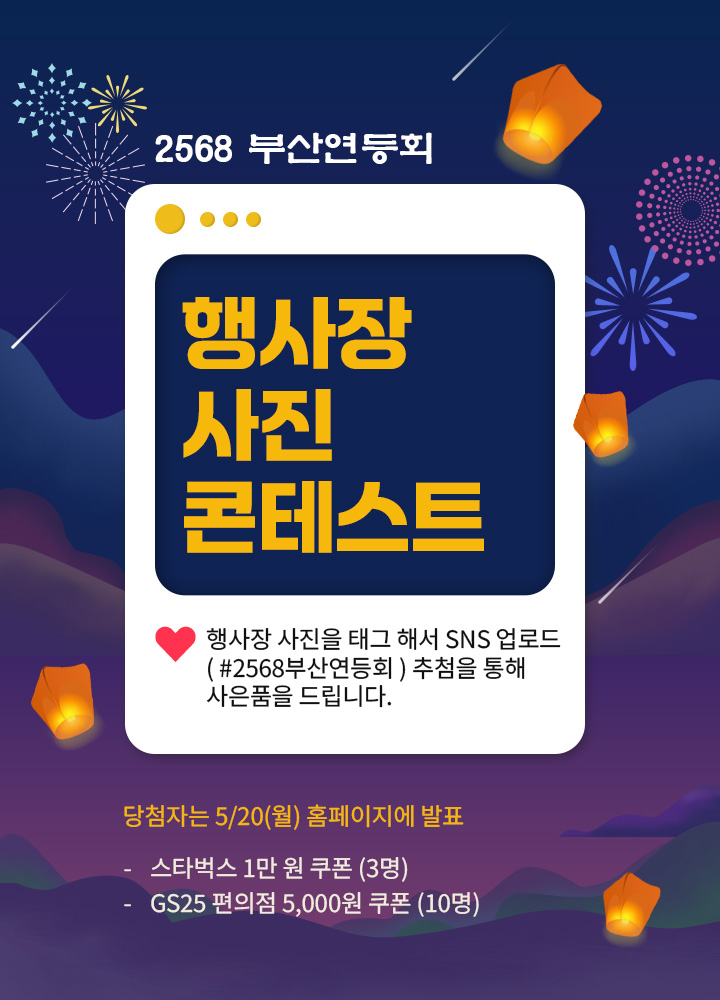 2568 부산연등회
행사장
사진
콘테스트
행사장 사진을 태그 해서 SNS 업로드
( #2568부산연등회 ) 추첨을 통해
사은품을 드립니다.
당첨자는 5/20(월) 홈페이지에 발표
- 스타벅스 1만 원 쿠폰 (3명)
- GS25 편의점 5,000원 쿠폰 (10명)